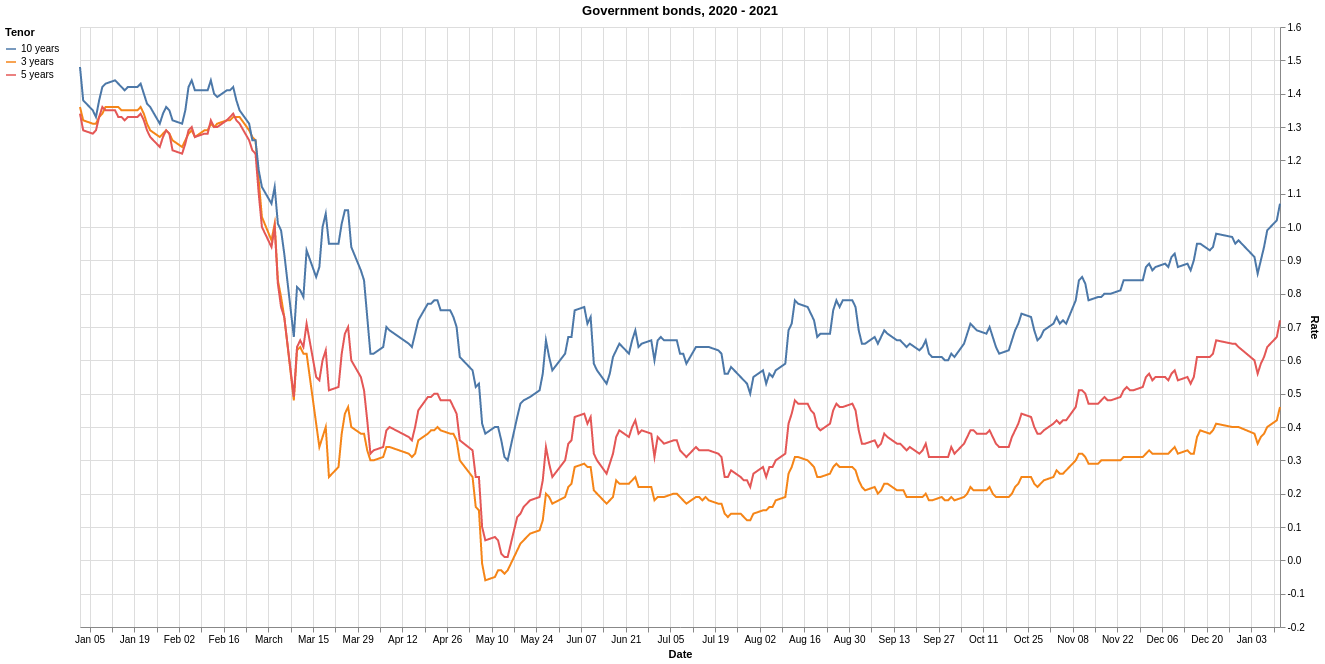 Government bonds, 2020 - 2021
Tenor
10 years
3 years
5 years
1.6
1.5
1.4
1.3
1.2
1.1
1.0
0.9
0.8
0.7
0.6
0.5
0.4
0.3
0.2
0.1
0.0
-0.1
-0.2
Rate
Jan 05 Jan 19 Feb 02 Feb 16 March Mar 15 Mar 29 Apr 12 Apr 26 May 10 May 24 Jun 07 Jun 21 Jul 05 Jul 19 Aug 02 Aug 16 Aug 30 Sep 13 Sep 27 Oct 11 Oct 25 Nov 08 Nov 22 Dec 06 Dec 20 Jan 03
Date